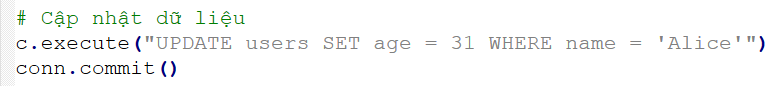 # Cập nhật dữ liệu
c.execute("UPDATE users SET age = 31 WHERE name = 'Alice'")
conn.commit()